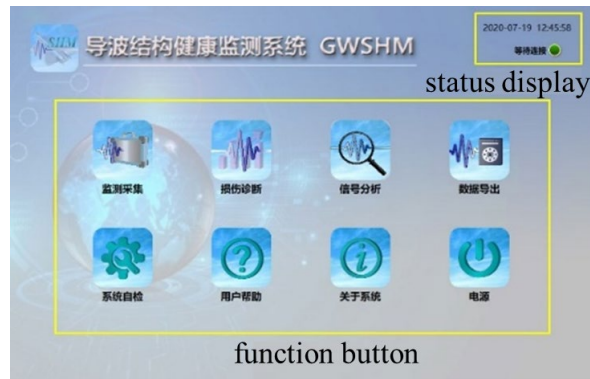 SHM
导波结构健康监测系统 GWSHM
2020-07-19 12:45:58
等待连接
status display
监测采集
损伤诊断
信号分析
数据导出
系统自检
用户帮助
关于系统
电源
function button